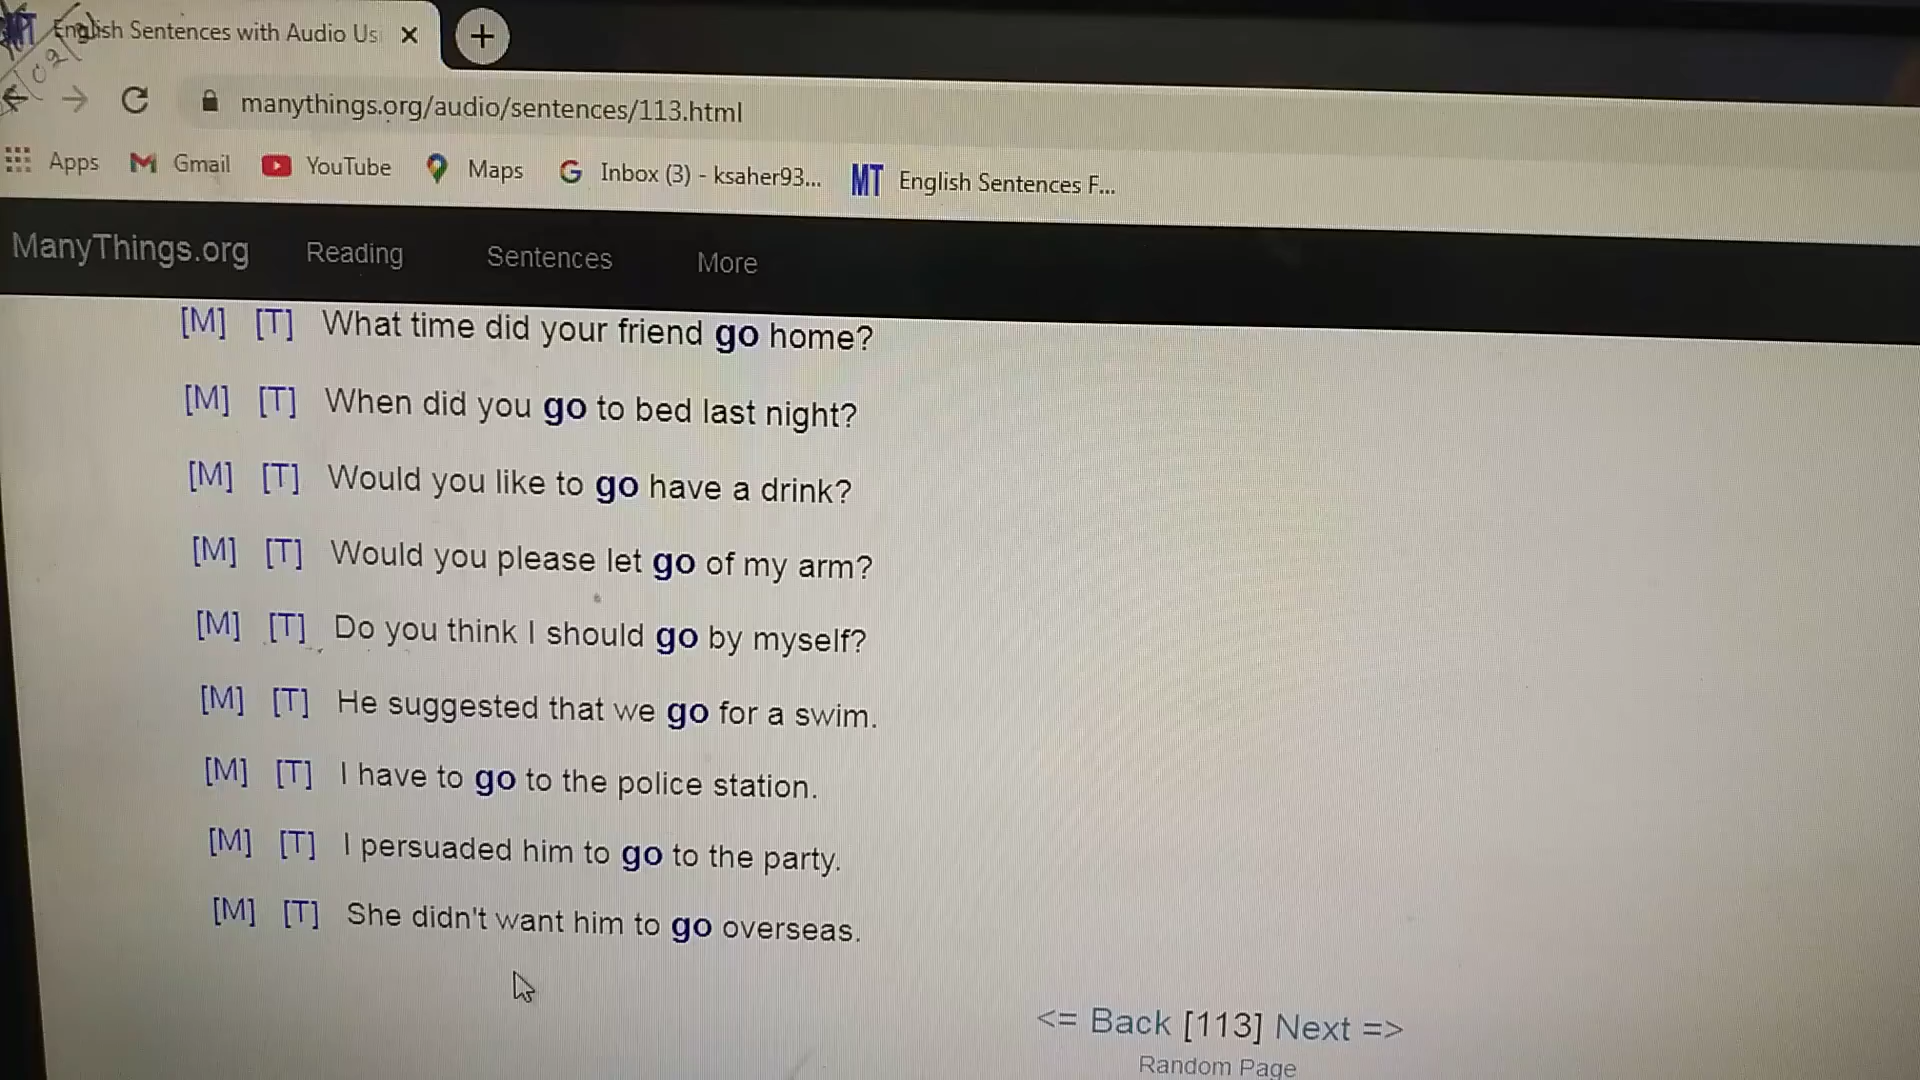 English Sentences with Audio Us
manythings.org/audio/sentences/113.html
Apps Gmail YouTube Maps Inbox (3) - ksaher93... MT English Sentences F...
ManyThings.org Reading Sentences More
[M] [T] What time did your friend go home?
[M] [T] When did you go to bed last night?
[M] [T] Would you like to go have a drink?
[M] [T] Would you please let go of my arm?
[M] [T] Do you think I should go by myself?
[M] [T] He suggested that we go for a swim.
[M] [T] I have to go to the police station.
[M] [T] I persuaded him to go to the party.
[M] [T] She didn't want him to go overseas.
<= Back [113] Next =>
Random Page